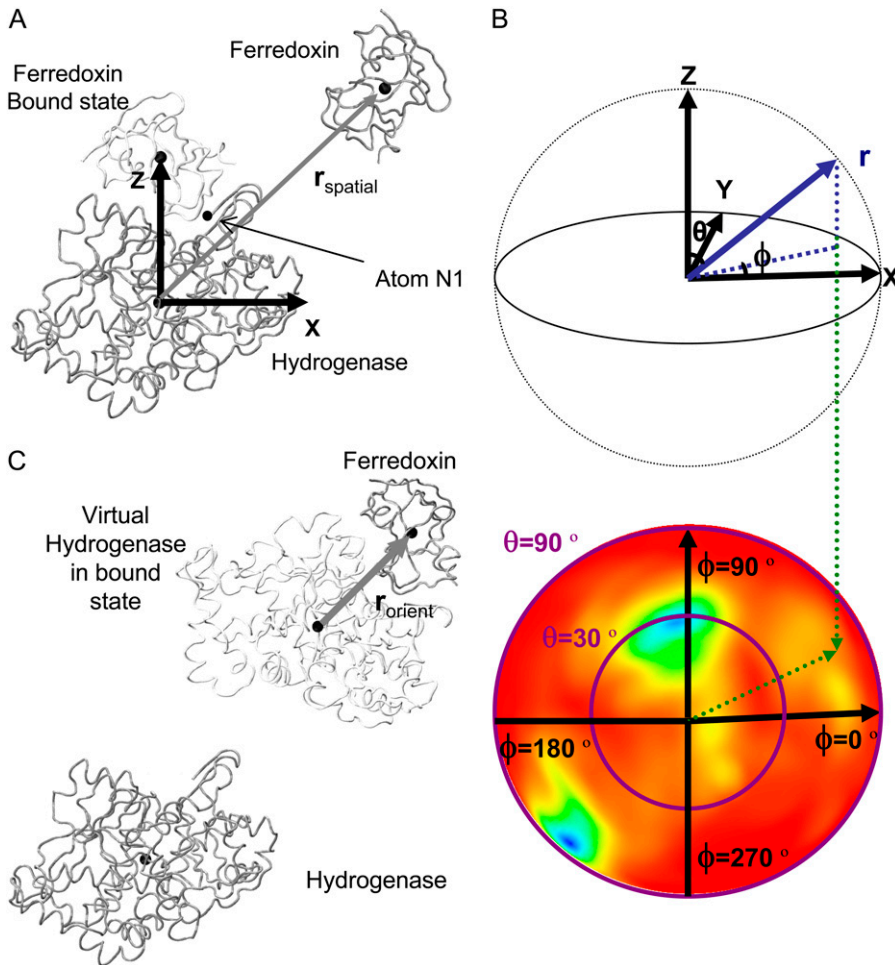 A
Ferredoxin
Ferredoxin
Bound state
Z
r spatial
Atom N1
X
Hydrogenase
B
Z
Y
r
θ
ϕ
X
C
Ferredoxin
Virtual
Hydrogenase
in bound
state
r orient
Hydrogenase
θ=90 °
ϕ=90 °
θ=30 °
ϕ=180 °
ϕ=0 °
ϕ=270 °